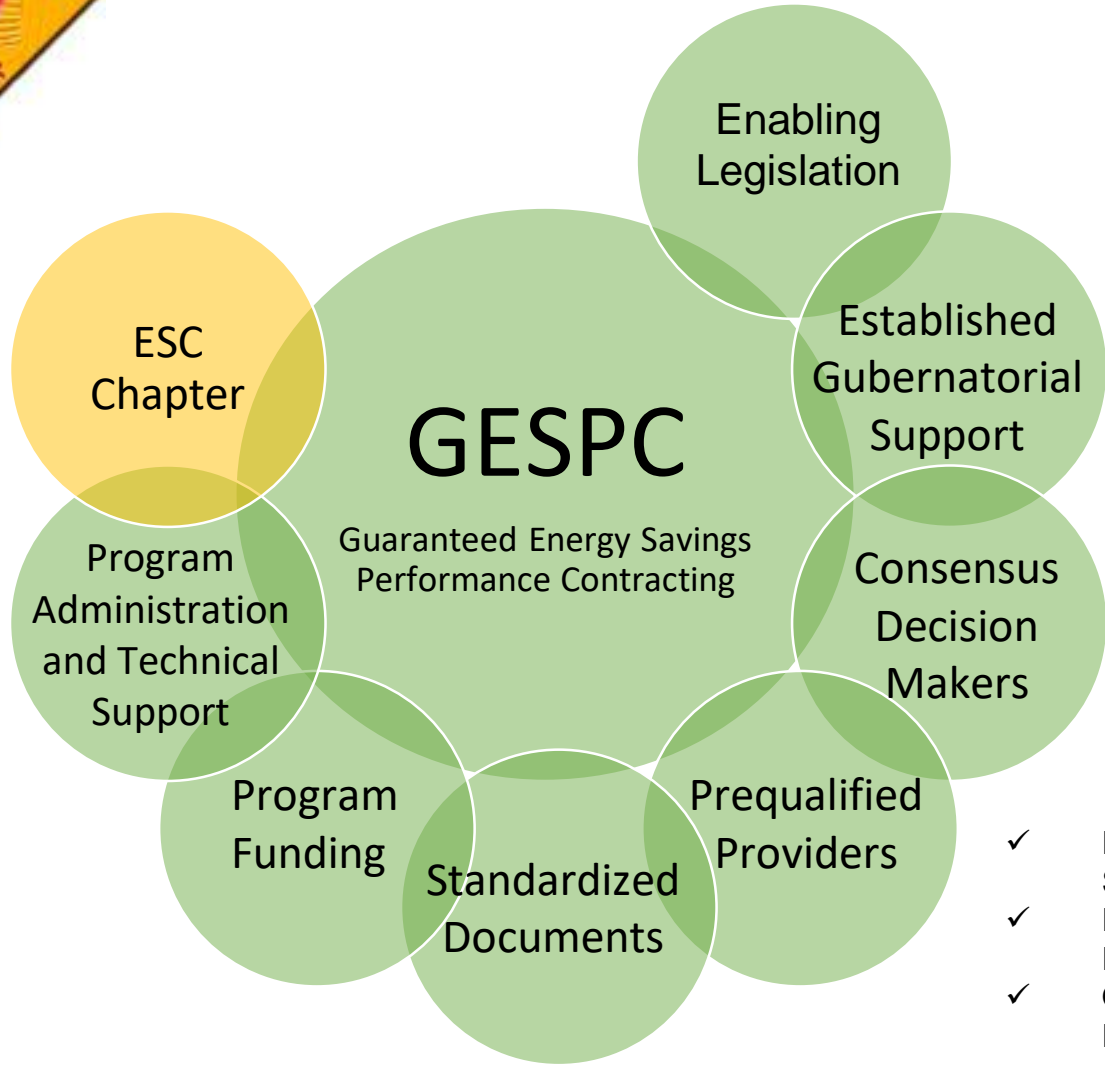 Enabling
Legislation
Established
Gubernatorial
Support
Consensus
Decision
Makers
Prequalified
Providers
Standardized
Documents
Program
Funding
Program
Administration
and Technical
Support
ESC
Chapter
GESPC
Guaranteed Energy Savings
Performance Contracting